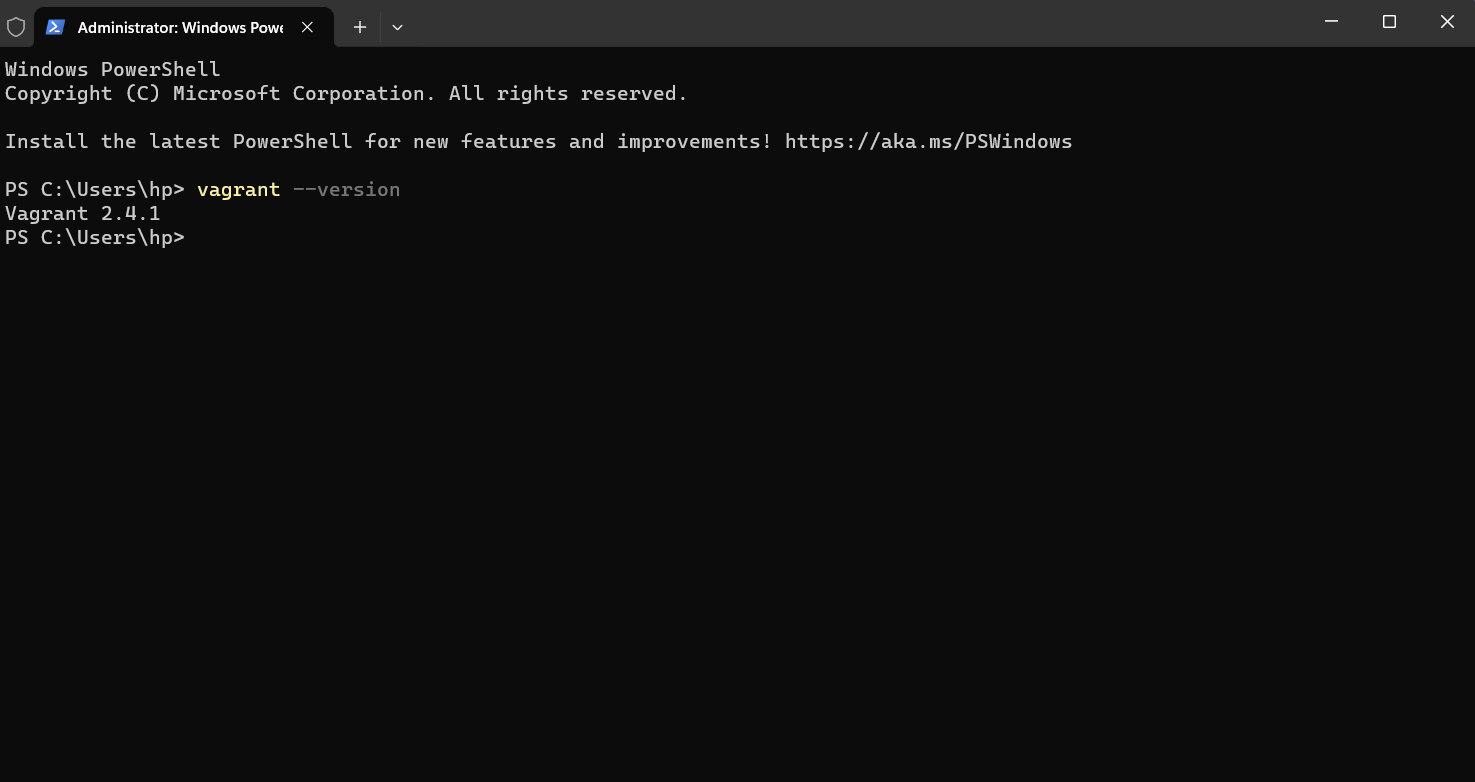 Administrator: Windows Powe
Windows PowerShell
Copyright (C) Microsoft Corporation. All rights reserved.
Install the latest PowerShell for new features and improvements! https://aka.ms/PSWindows
PS C:\Users\hp> vagrant --version
Vagrant 2.4.1
PS C:\Users\hp>